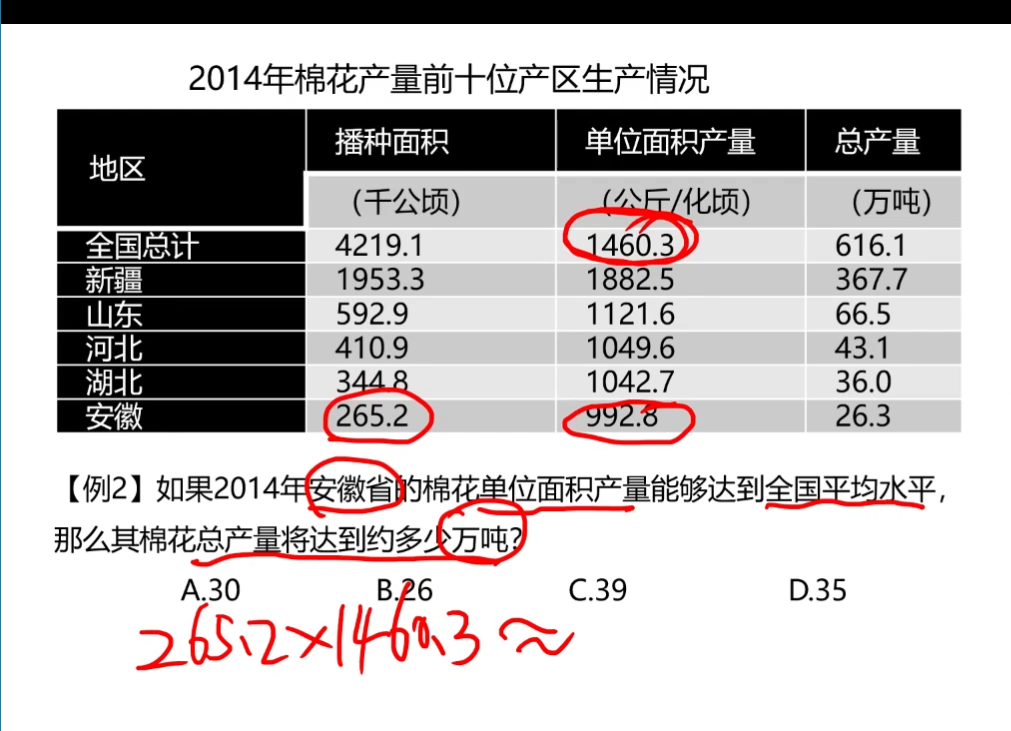 2014年棉花产量前十位产区生产情况
地区 播种面积 单位面积产量 总产量
（千公顷） （公斤/化顷） （万吨）
全国总计 4219.1 1460.3 616.1
新疆 1953.3 1882.5 367.7
山东 592.9 1121.6 66.5
河北 410.9 1049.6 43.1
湖北 344.8 1042.7 36.0
安徽 265.2 992.8 26.3
【例2】如果2014年安徽省的棉花单位面积产量能够达到全国平均水平，
那么其棉花总产量将达到约多少万吨?
A.30 B.26 C.39 D.35
265.2×1460.3≈